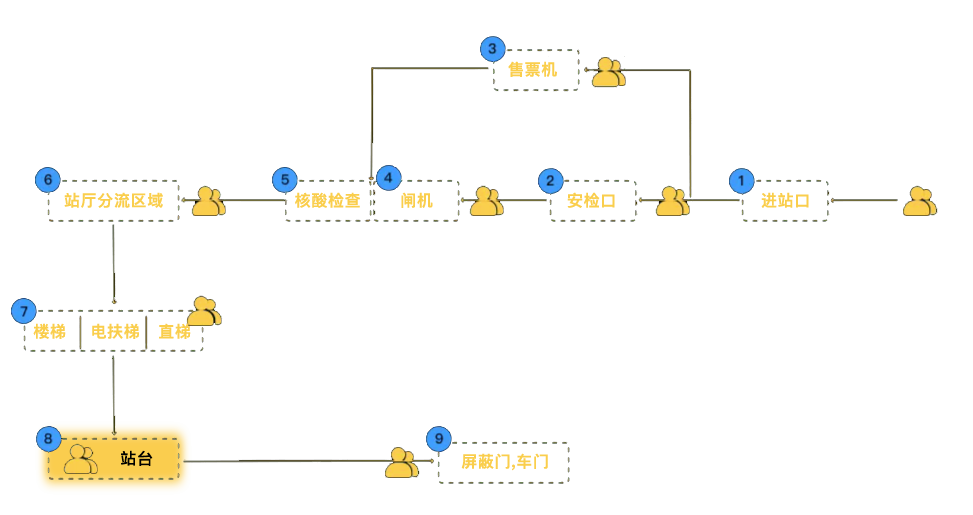 3
售票机
6
站厅分流区域
5
核酸检查
4
闸机
2
安检口
1
进站口
7
楼梯
电扶梯
直梯
8
站台
9
屏蔽门,车门